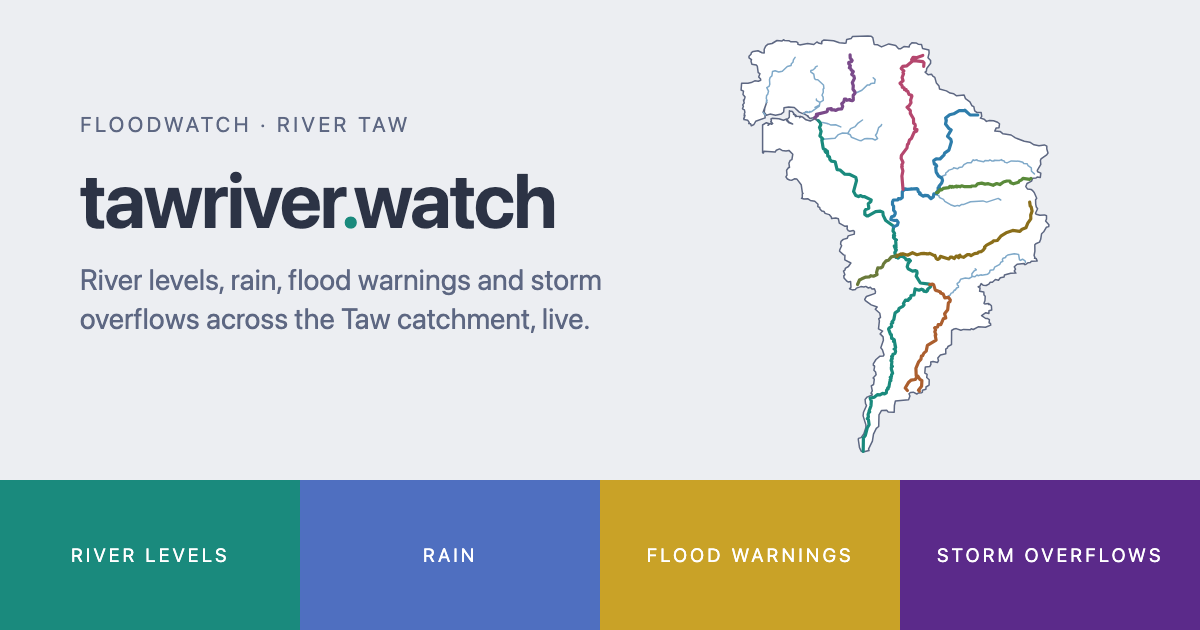 FLOODWATCH · RIVER TAW
tawriver.watch
River levels, rain, flood warnings and storm
overflows across the Taw catchment, live.
RIVER LEVELS
RAIN
FLOOD WARNINGS
STORM OVERFLOWS